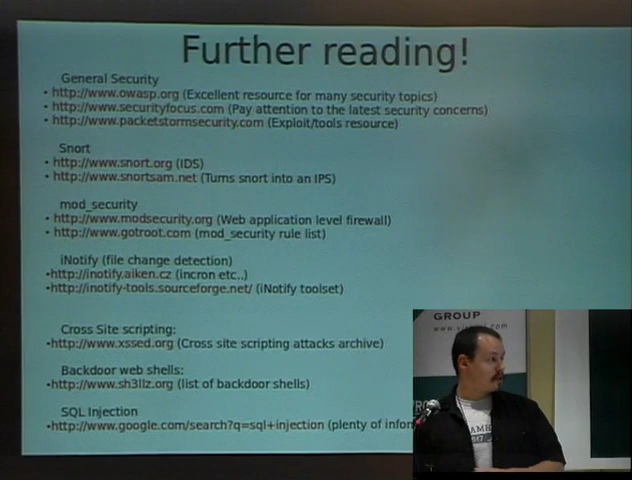 Further reading!
General Security
• http://www.owasp.org (Excellent resource for many security topics)
• http://www.securityfocus.com (Pay attention to the latest security concerns)
• http://www.packetstormsecurity.com (Exploit/tools resource)
Snort
• http://www.snort.org (IDS)
• http://www.snortsam.net (Turns snort into an IPS)
mod_security
• http://www.modsecurity.org (Web application level firewall)
• http://www.gotroot.com (mod_security rule list)
iNotify (file change detection)
•http://inotify.aiken.cz (incron etc..)
•http://inotify-tools.sourceforge.net/ (iNotify toolset)
Cross Site scripting:
•http://www.xssed.org (Cross site scripting attacks archive)
Backdoor web shells:
•http://www.sh3llz.org (list of backdoor shells)
SQL Injection
•http://www.google.com/search?q=sql+injection (plenty of
GROUP